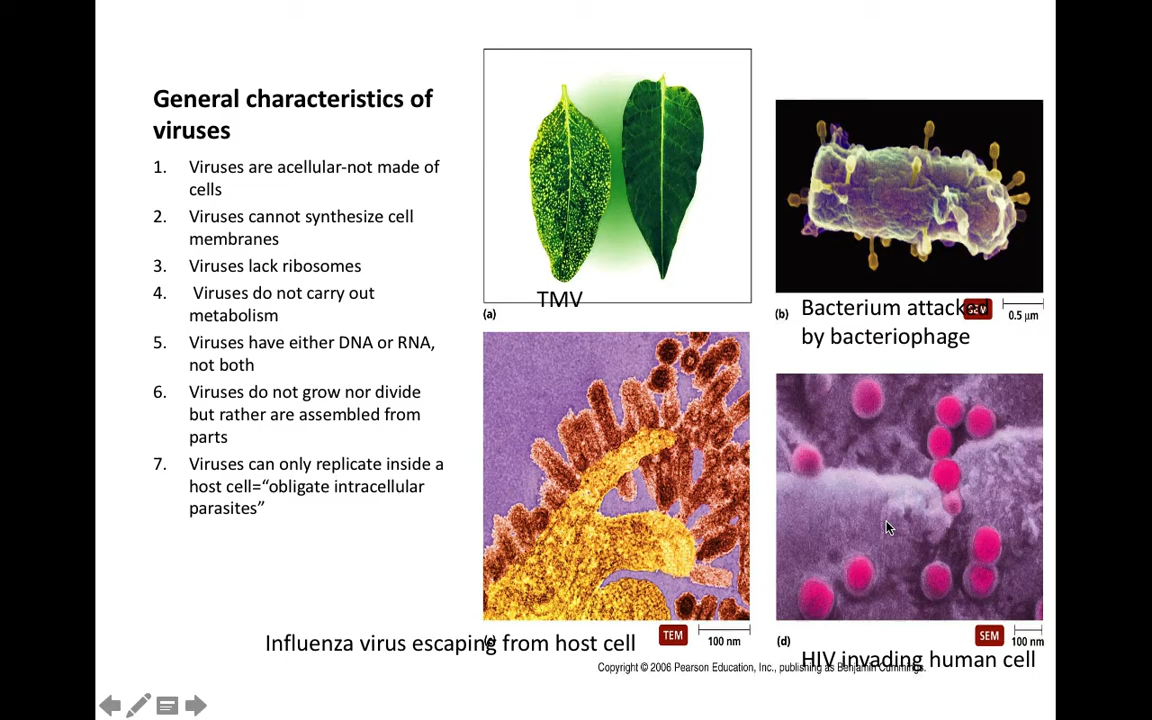 General characteristics of
viruses
1. Viruses are acellular-not made of
cells
2. Viruses cannot synthesize cell
membranes
3. Viruses lack ribosomes
4. Viruses do not carry out
metabolism
5. Viruses have either DNA or RNA,
not both
6. Viruses do not grow nor divide
but rather are assembled from
parts
7. Viruses can only replicate inside a
host cell=“obligate intracellular
parasites”
TMV
(a)
(b)
Bacterium attacked
by bacteriophage
SEM
0.5 µm
Influenza virus escaping from host cell
(c)
TEM
100 nm
(d)
SEM
100 nm
HIV invading human cell
Copyright © 2006 Pearson Education, Inc., publishing as Benjamin Cummings.